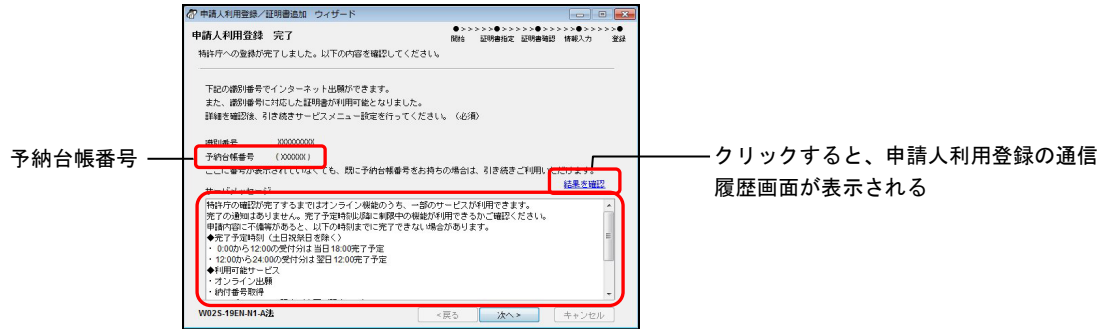 申請人利用登録／証明書追加　ウィザード
申請人利用登録　完了
●>>>>>●>>>>>●>>>>>●>>>>>●
開始　証明書指定　証明書確認　情報入力　登録
特許庁への登録が完了しました。以下の内容を確認してください。
下記の識別番号でインターネット出願ができます。
また、識別番号に対応した証明書が利用可能となりました。
詳細を確認後、引き続きサービスメニュー設定を行ってください。（必須）
識別番号　XXXXXXXXX
予納台帳番号　（XXXXXX）
予納台帳番号
ここに番号が表示されていなくても、既に予納台帳番号をお持ちの場合は、引き続きご利用いただけます。
クリックすると、申請人利用登録の通信
履歴画面が表示される
サーバメッセージ
結果を確認
特許庁の確認が完了するまではオンライン機能のうち、一部のサービスが利用できます。
完了の通知はありません。完了予定時刻以降に制限中の機能が利用できるかご確認ください。
申請内容に不備等があると、以下の時刻までに完了できない場合があります。
◆完了予定時刻（土日祝祭日を除く）
・ 0:00から12:00の受付分は当日18:00完了予定
・12:00から24:00の受付分は翌日12:00完了予定
◆利用可能サービス
・オンライン出願
・納付番号取得
W02S-19EN-N1-A法
<戻る
次へ>
キャンセル